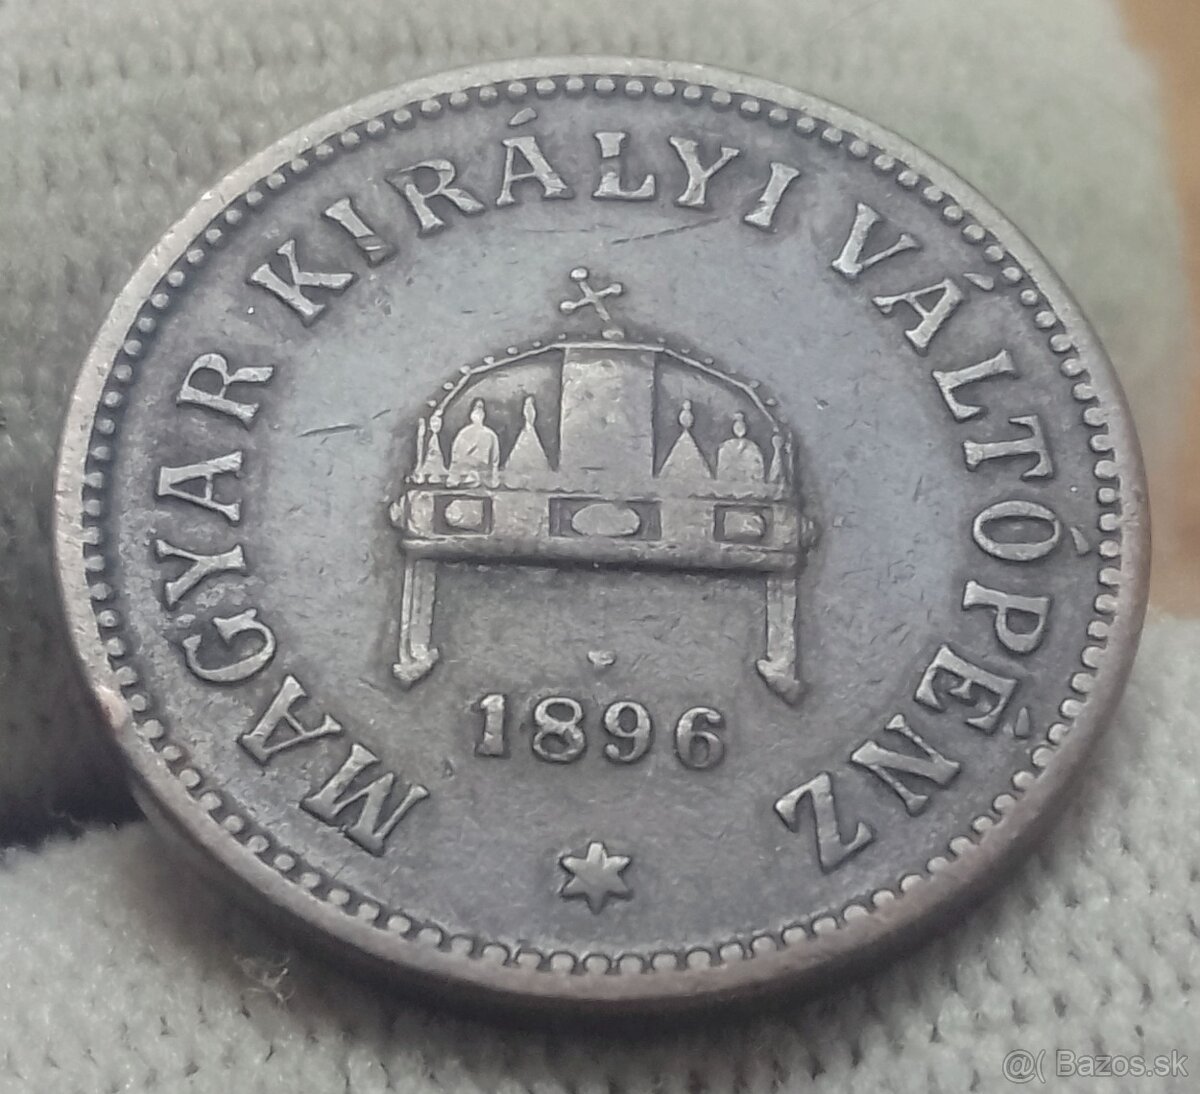 MAGYAR KIRÁLYI VÁLTÓPÉNZ
1896
@( Bazos.sk